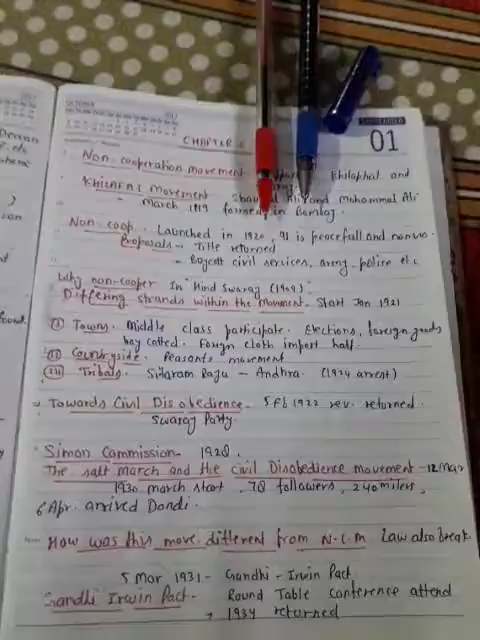 OCTOBER 2017
SEPTEMBER
01
CHAPTER
Non-cooperation movement Khilaphat and
KHILAFAT MOVEMENT Ali and Mohammad Ali
- March 1919 formed in Bombay.
Non coop. Launched in 1920, is peacefull and
Proposals - Title returned
- Boycott civil services, army, police etc
Why non-cooper In "Hind Swaraj (1909).
Differing strands within the movement. Start Jan 1921
(i) Towns. Middle class participate. Elections, foreign goods
boy cotted. Foreign cloth import half.
(ii) Countryside. Peasants movement
(iii) Tribals. Sitaram Raju - Andhra. (1924 arrest)
Towards Civil Disobedience. 5 Feb 1922 rev. returned.
Swaraj Party.
Simon Commission - 1928.
The salt March and the civil Disobedience movement - 12 Mar
1930 march start, 78 followers, 240 miles,
6 Apr. arrived Dandi.
How was this move different from N.C.M Law also break
5 Mar 1931 - Gandhi - Irwin Pact
Gandhi Irwin Pact - Round Table conference attend
→ 1934 returned